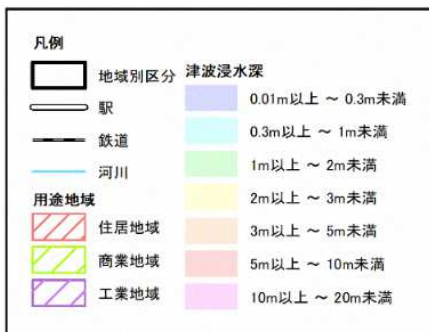 凡例
地域別区分
駅
鉄道
河川
用途地域
住居地域
商業地域
工業地域
津波浸水深
0.01m以上 ～ 0.3m未満
0.3m以上 ～ 1m未満
1m以上 ～ 2m未満
2m以上 ～ 3m未満
3m以上 ～ 5m未満
5m以上 ～ 10m未満
10m以上 ～ 20m未満